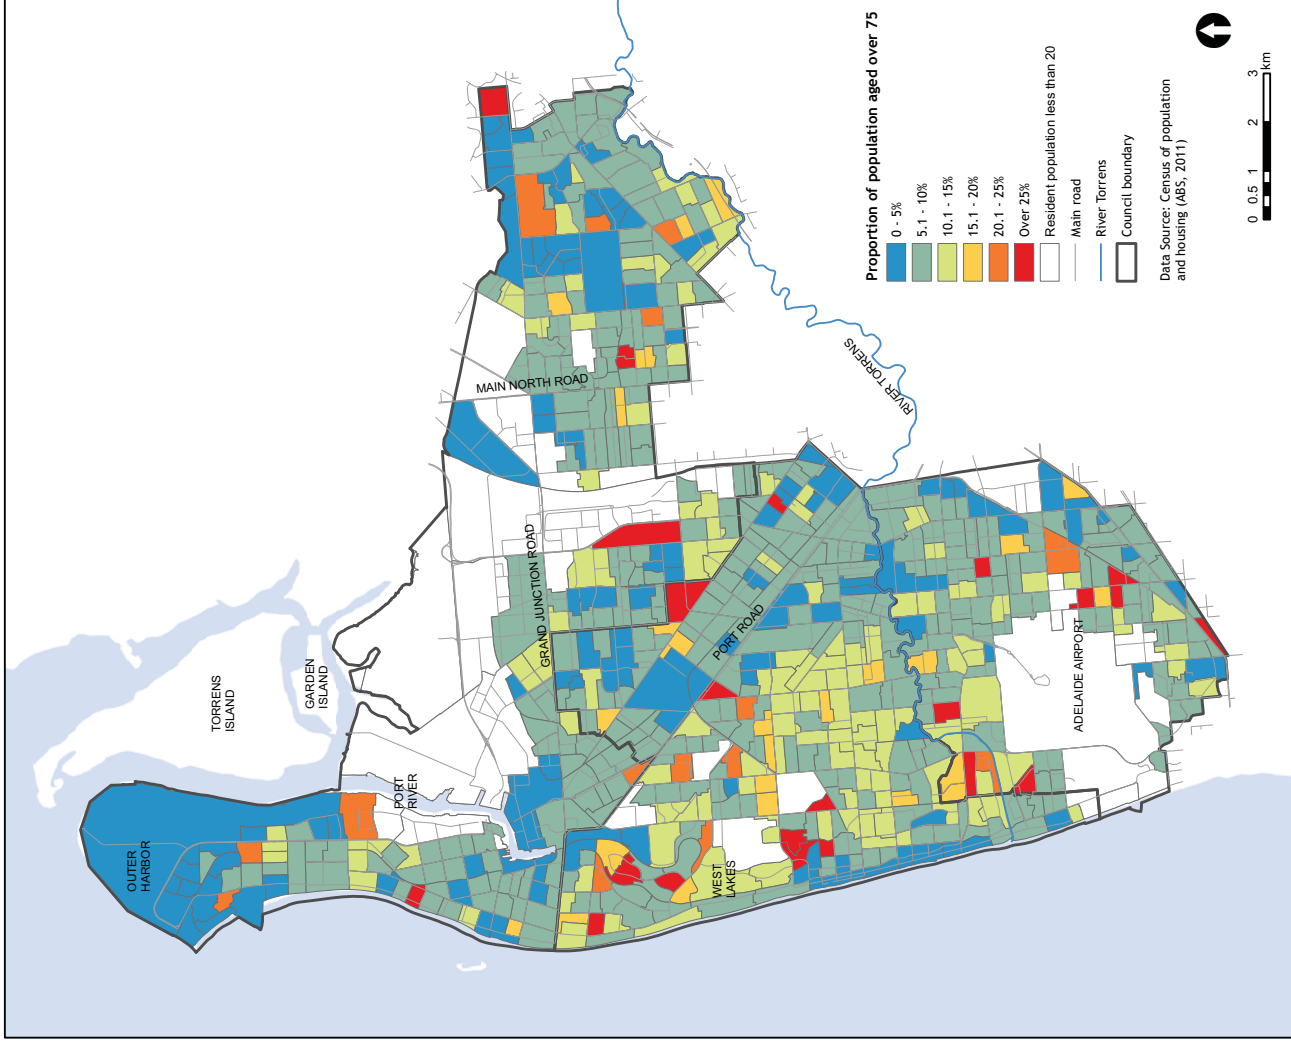 OUTER
HARBOR
TORRENS
ISLAND
GARDEN
ISLAND
PORT
RIVER
MAIN NORTH ROAD
GRAND JUNCTION ROAD
PORT ROAD
RIVER TORRENS
WEST
LAKES
ADELAIDE AIRPORT
Proportion of population aged over 75
0 - 5%
5.1 - 10%
10.1 - 15%
15.1 - 20%
20.1 - 25%
Over 25%
Resident population less than 20
Main road
River Torrens
Council boundary
Data Source: Census of population
and housing (ABS, 2011)
0 0.5 1 2 3
km